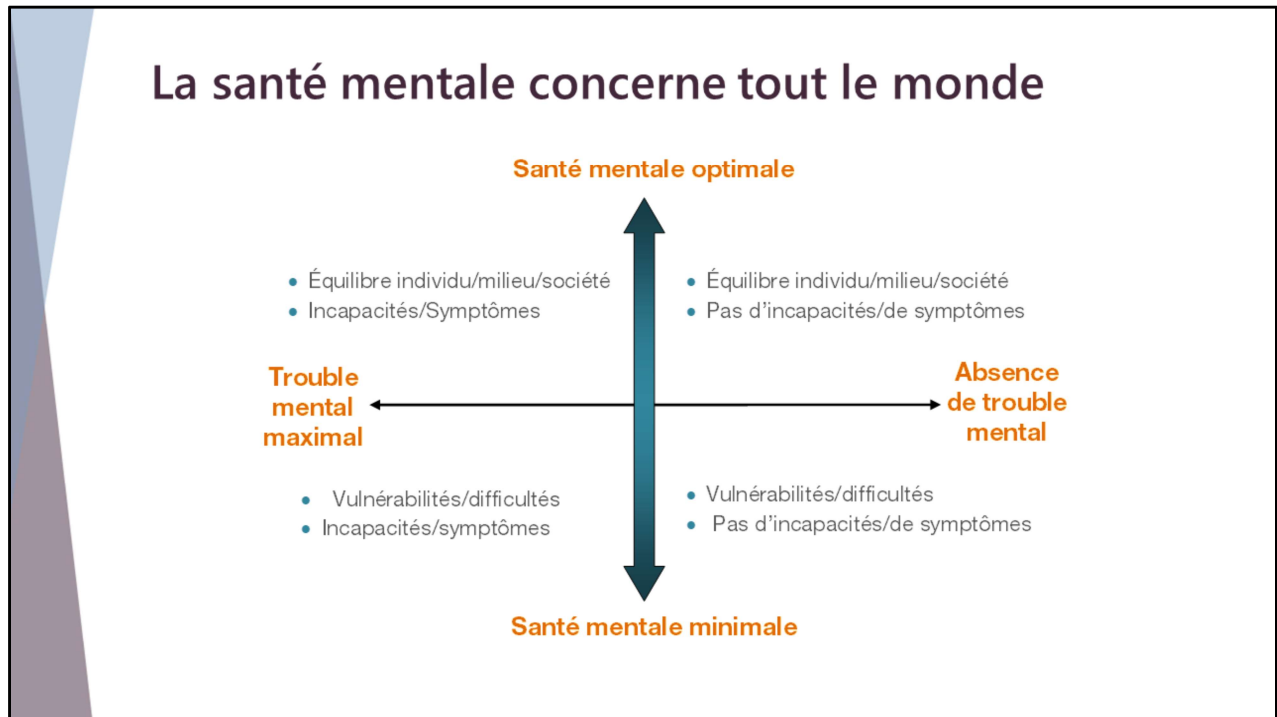 La santé mentale concerne tout le monde
Santé mentale optimale
• Équilibre individu/milieu/société
• Incapacités/Symptômes
• Équilibre individu/milieu/société
• Pas d'incapacités/de symptômes
Trouble
mental
maximal
Absence
de trouble
mental
• Vulnérabilités/difficultés
• Incapacités/symptômes
• Vulnérabilités/difficultés
• Pas d'incapacités/de symptômes
Santé mentale minimale